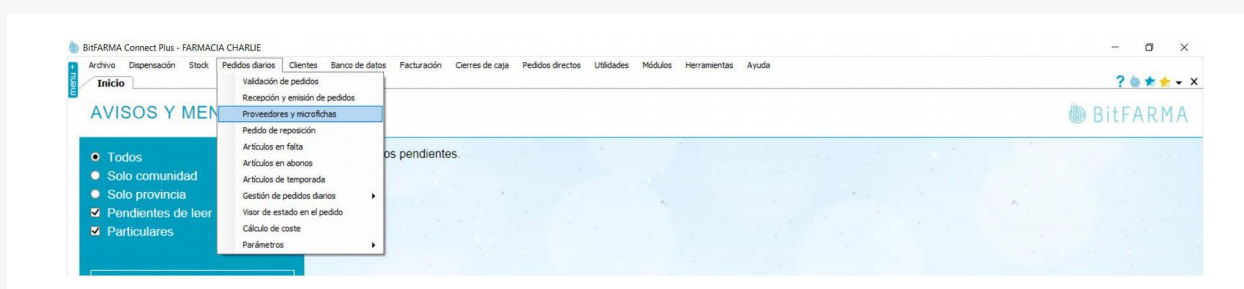 BitFARMA Connect Plus - FARMACIA CHARLIE
menu +
Archivo Dispensación Stock Pedidos diarios Clientes Banco de datos Facturación Cierres de caja Pedidos directos Utilidades Módulos Herramientas Ayuda
Inicio
Validación de pedidos
Recepción y emisión de pedidos
Proveedores y microfichas
Pedido de reposición
Artículos en falta
Artículos en abonos
Artículos de temporada
Gestión de pedidos diarios
Visor de estado en el pedido
Cálculo de coste
Parámetros
AVISOS Y MEN
BitFARMA
Todos
Solo comunidad
Solo provincia
Pendientes de leer
Particulares
os pendientes.